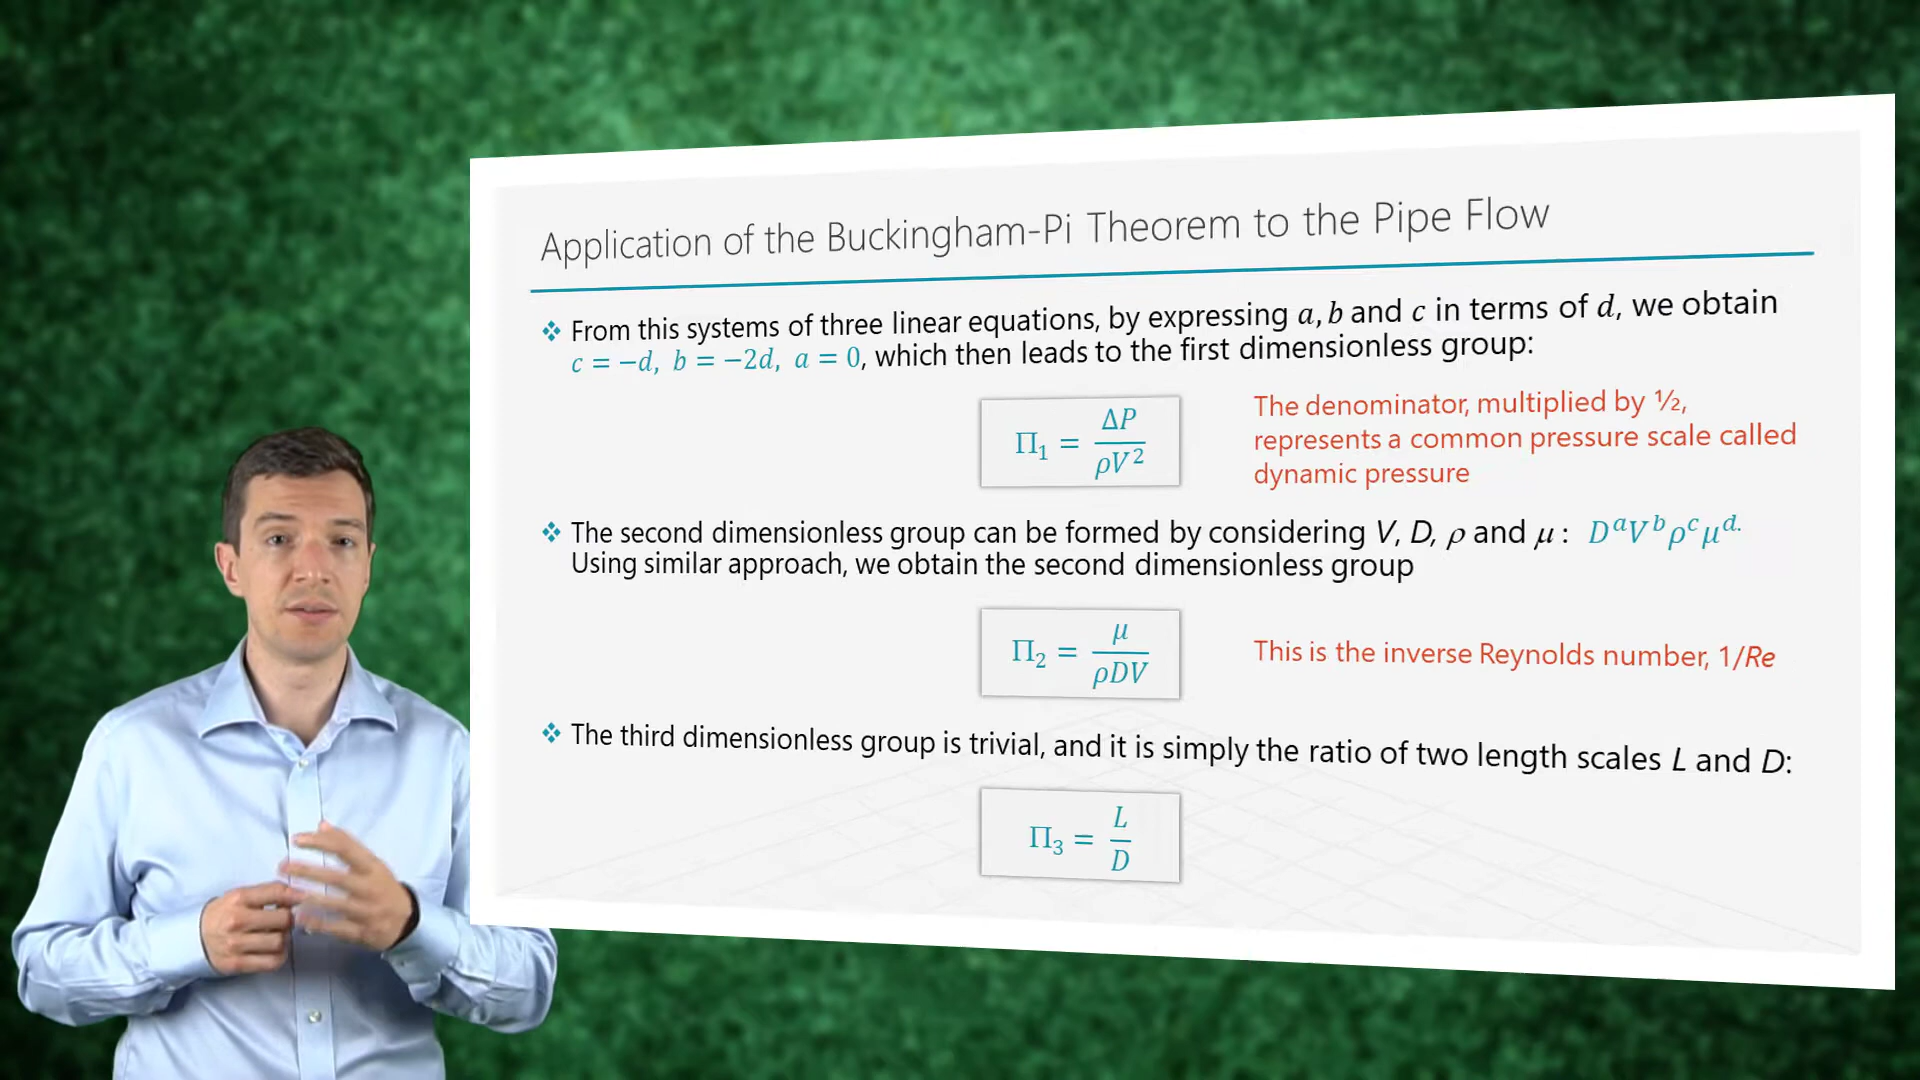 Application of the Buckingham-Pi Theorem to the Pipe Flow
❖ From this systems of three linear equations, by expressing a, b and c in terms of d, we obtain
c = −d, b = −2d, a = 0, which then leads to the first dimensionless group:
Π₁ = ΔP / ρV²
The denominator, multiplied by ½,
represents a common pressure scale called
dynamic pressure
❖ The second dimensionless group can be formed by considering V, D, ρ and μ : DᵃVᵇρᶜμᵈ·
Using similar approach, we obtain the second dimensionless group
Π₂ = μ / ρDV
This is the inverse Reynolds number, 1/Re
❖ The third dimensionless group is trivial, and it is simply the ratio of two length scales L and D:
Π₃ = L / D